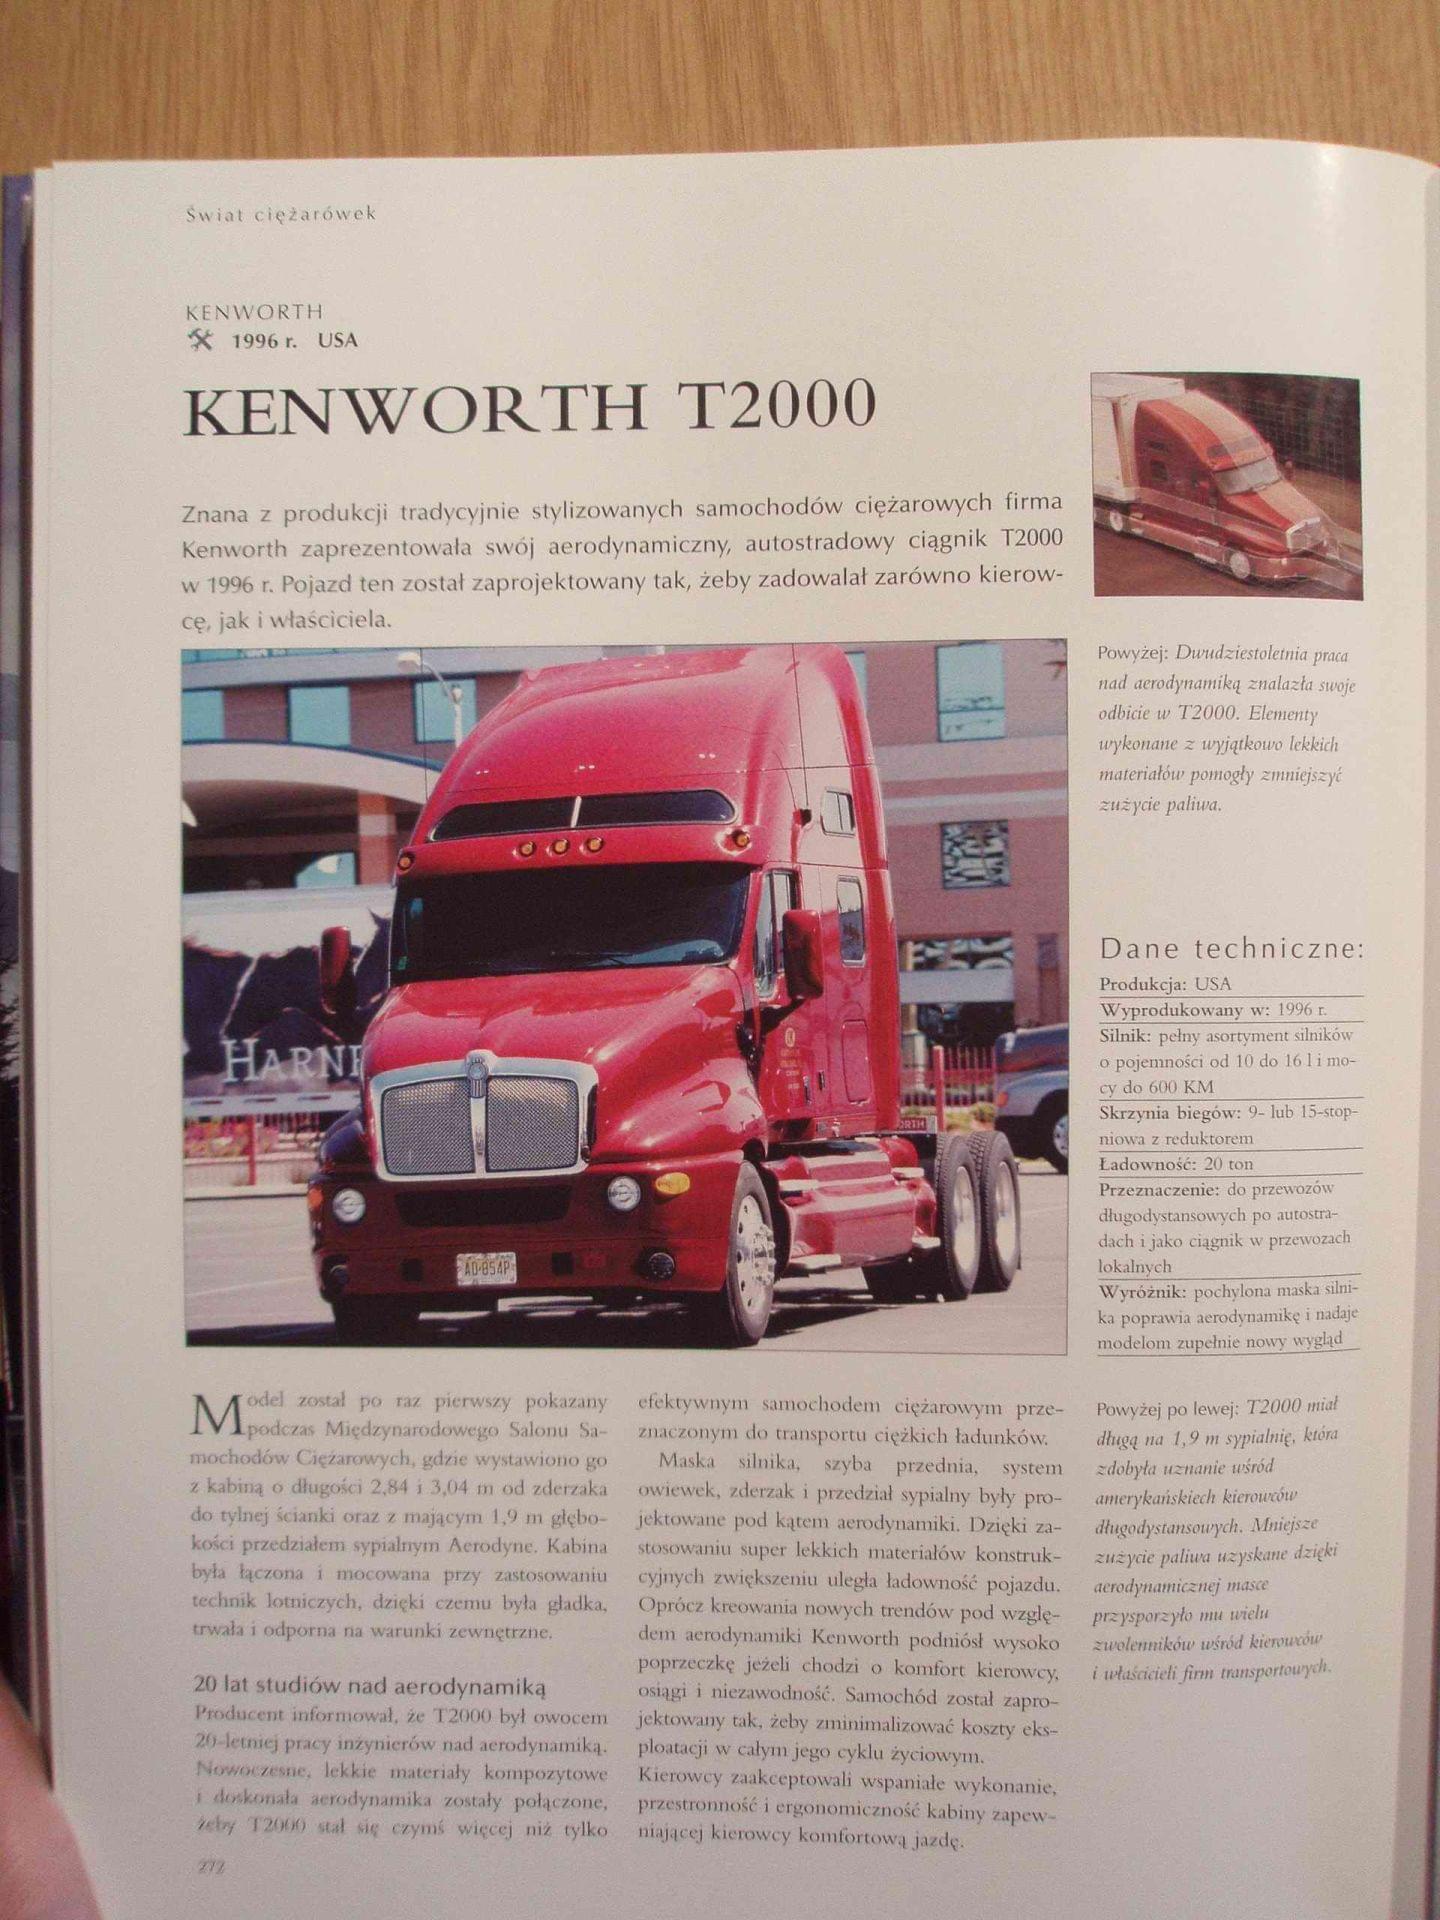 Świat ciężarówek
KENWORTH
1996 r. USA
KENWORTH T2000
Znana z produkcji tradycyjnie stylizowanych samochodów ciężarowych firma
Kenworth zaprezentowała swój aerodynamiczny, autostradowy ciągnik T2000
w 1996 r. Pojazd ten został zaprojektowany tak, żeby zadowalał zarówno kierow-
cę, jak i właściciela.
HARNE
ORTH
AD·854P
Model został po raz pierwszy pokazany
podczas Międzynarodowego Salonu Sa-
mochodów Ciężarowych, gdzie wystawiono go
z kabiną o długości 2,84 i 3,04 m od zderzaka
do tylnej ścianki oraz z mającym 1,9 m głębo-
kości przedziałem sypialnym Aerodyne. Kabina
była łączona i mocowana przy zastosowaniu
technik lotniczych, dzięki czemu była gładka,
trwała i odporna na warunki zewnętrzne.
20 lat studiów nad aerodynamiką
Producent informował, że T2000 był owocem
20-letniej pracy inżynierów nad aerodynamiką.
Nowoczesne, lekkie materiały kompozytowe
i doskonała aerodynamika zostały połączone,
żeby T2000 stał się czymś więcej niż tylko
efektywnym samochodem ciężarowym prze-
znaczonym do transportu ciężkich ładunków.
Maska silnika, szyba przednia, system
owiewek, zderzak i przedział sypialny były pro-
jektowane pod kątem aerodynamiki. Dzięki za-
stosowaniu super lekkich materiałów konstruk-
cyjnych zwiększeniu uległa ładowność pojazdu.
Oprócz kreowania nowych trendów pod wzglę-
dem aerodynamiki Kenworth podniósł wysoko
poprzeczkę jeżeli chodzi o komfort kierowcy,
osiągi i niezawodność. Samochód został zapro-
jektowany tak, żeby zminimalizować koszty eks-
ploatacji w całym jego cyklu życiowym.
Kierowcy zaakceptowali wspaniałe wykonanie,
przestronność i ergonomiczność kabiny zapew-
niającej kierowcy komfortową jazdę.
Powyżej: Dwudziestoletnia praca
nad aerodynamiką znalazła swoje
odbicie w T2000. Elementy
wykonane z wyjątkowo lekkich
materiałów pomogły zmniejszyć
zużycie paliwa.
Dane techniczne:
Produkcja: USA
Wyprodukowany w: 1996 r.
Silnik: pełny asortyment silników
o pojemności od 10 do 16 l i mo-
cy do 600 KM
Skrzynia biegów: 9- lub 15-stop-
niowa z reduktorem
Ładowność: 20 ton
Przeznaczenie: do przewozów
długodystansowych po autostra-
dach i jako ciągnik w przewozach
lokalnych
Wyróżnik: pochylona maska silni-
ka poprawia aerodynamikę i nadaje
modelom zupełnie nowy wygląd
Powyżej po lewej: T2000 miał
długą na 1,9 m sypialnię, która
zdobyła uznanie wśród
amerykańskiech kierowców
długodystansowych. Mniejsze
zużycie paliwa uzyskane dzięki
aerodynamicznej masce
przysporzyło mu wielu
zwolenników wśród kierowców
i właścicieli firm transportowych.
272